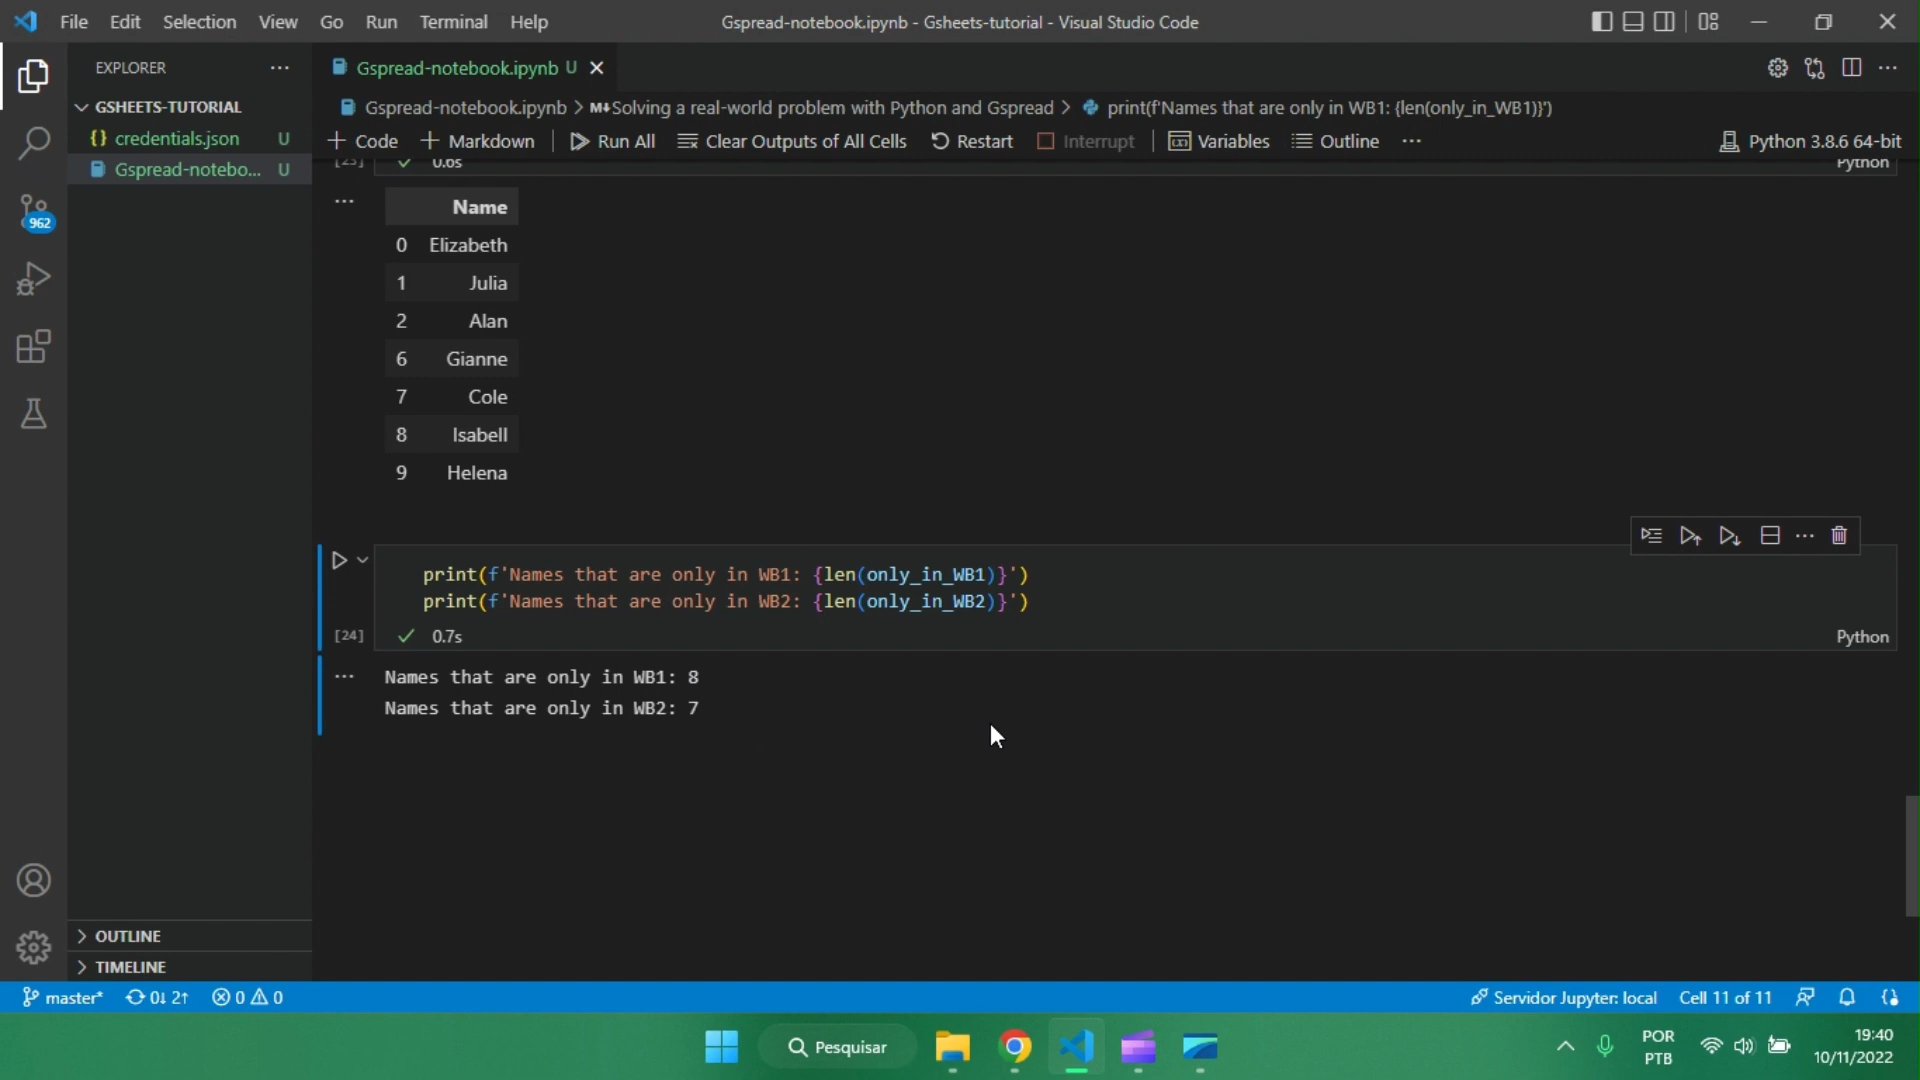 File Edit Selection View Go Run Terminal Help
Gspread-notebook.ipynb - Gsheets-tutorial - Visual Studio Code
EXPLORER
Gspread-notebook.ipynb U
GSHEETS-TUTORIAL
Gspread-notebook.ipynb > M↓Solving a real-world problem with Python and Gspread > print(f'Names that are only in WB1: {len(only_in_WB1)}')
{} credentials.json U
Code Markdown Run All Clear Outputs of All Cells Restart Interrupt Variables Outline ... Python 3.8.6 64-bit
Gspread-notebo... U
[23] 0.6s Python
962
Name
0 Elizabeth
1 Julia
2 Alan
6 Gianne
7 Cole
8 Isabell
9 Helena
print(f'Names that are only in WB1: {len(only_in_WB1)}')
print(f'Names that are only in WB2: {len(only_in_WB2)}')
[24] 0.7s Python
Names that are only in WB1: 8
Names that are only in WB2: 7
OUTLINE
TIMELINE
master* 0↓ 2↑ 0 0
Servidor Jupyter: local Cell 11 of 11
Pesquisar
POR
PTB
19:40
10/11/2022